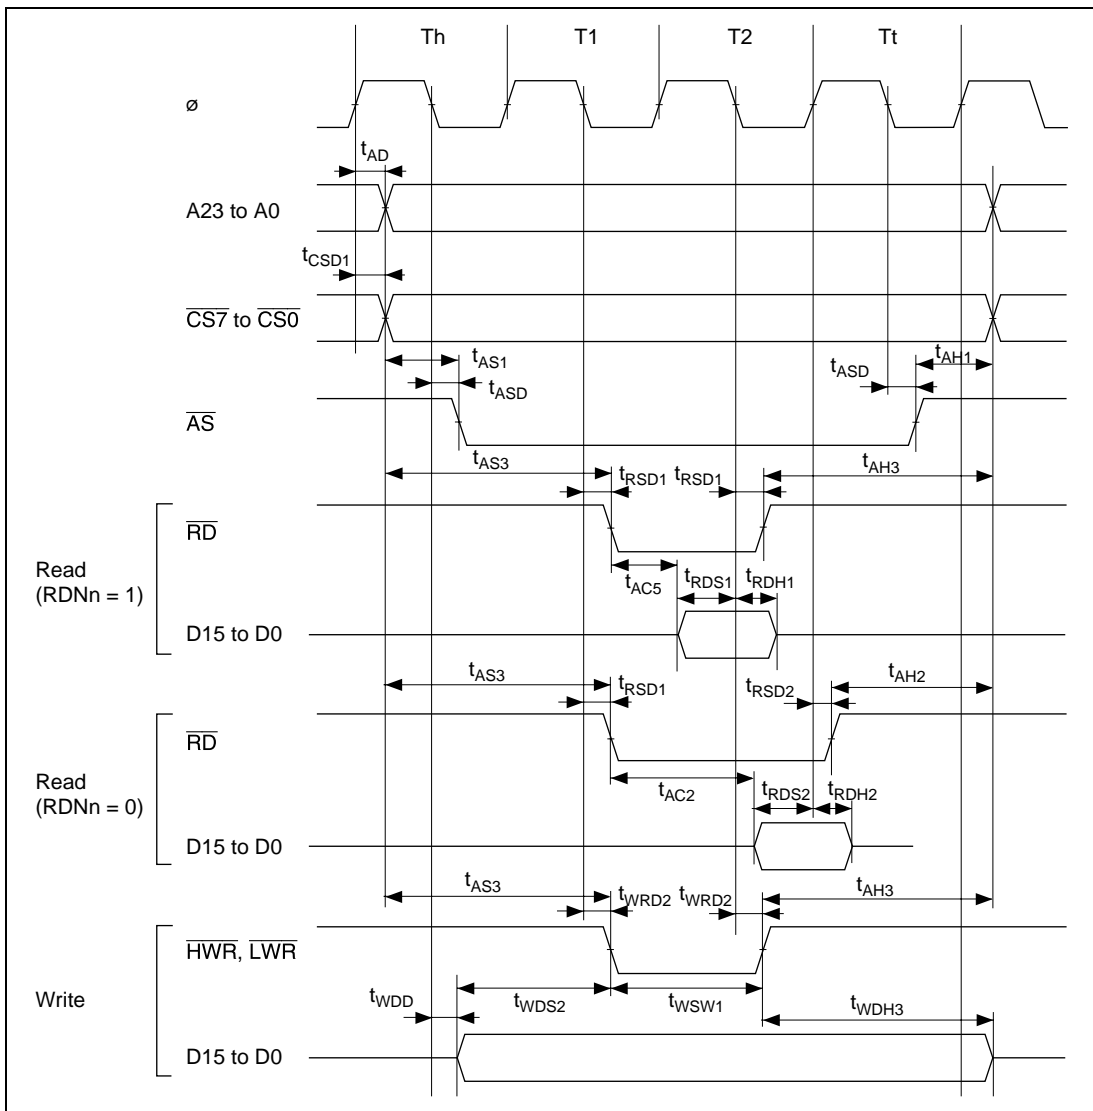 Th T1 T2 Tt
ø
tAD
A23 to A0
tCSD1
CS7 to CS0
tAS1 tAH1
tASD tASD
AS
tAS3 tRSD1 tRSD1 tAH3
RD
Read
(RDNn = 1)
tAC5 tRDS1 tRDH1
D15 to D0
tAS3 tRSD1 tRSD2 tAH2
RD
Read
(RDNn = 0)
tAC2 tRDS2 tRDH2
D15 to D0
tAS3 tWRD2 tWRD2 tAH3
HWR, LWR
Write
tWDD tWDS2 tWSW1 tWDH3
D15 to D0